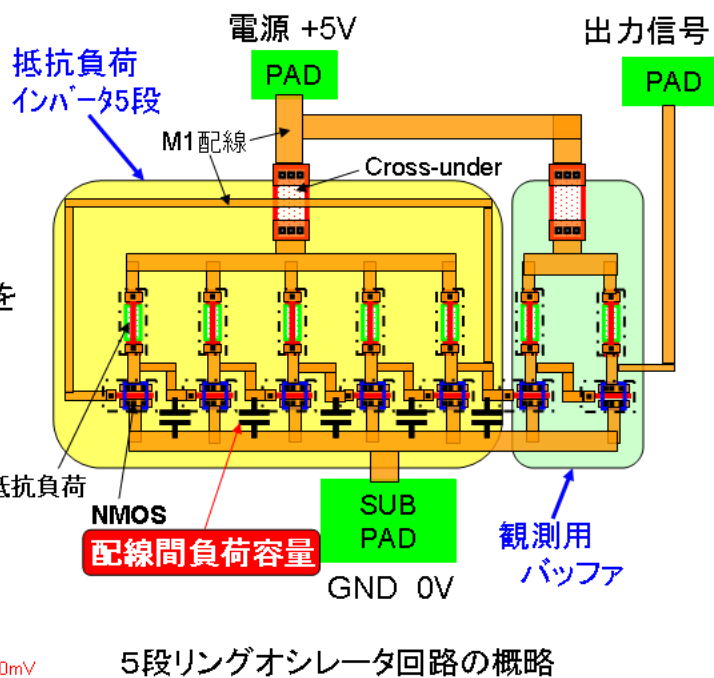 電源 +5V
出力信号
PAD
PAD
抵抗負荷
インバータ5段
M1配線
Cross-under
を
抵抗負荷
NMOS
配線間負荷容量
SUB
PAD
GND 0V
観測用
バッファ
0mV
5段リングオシレータ回路の概略